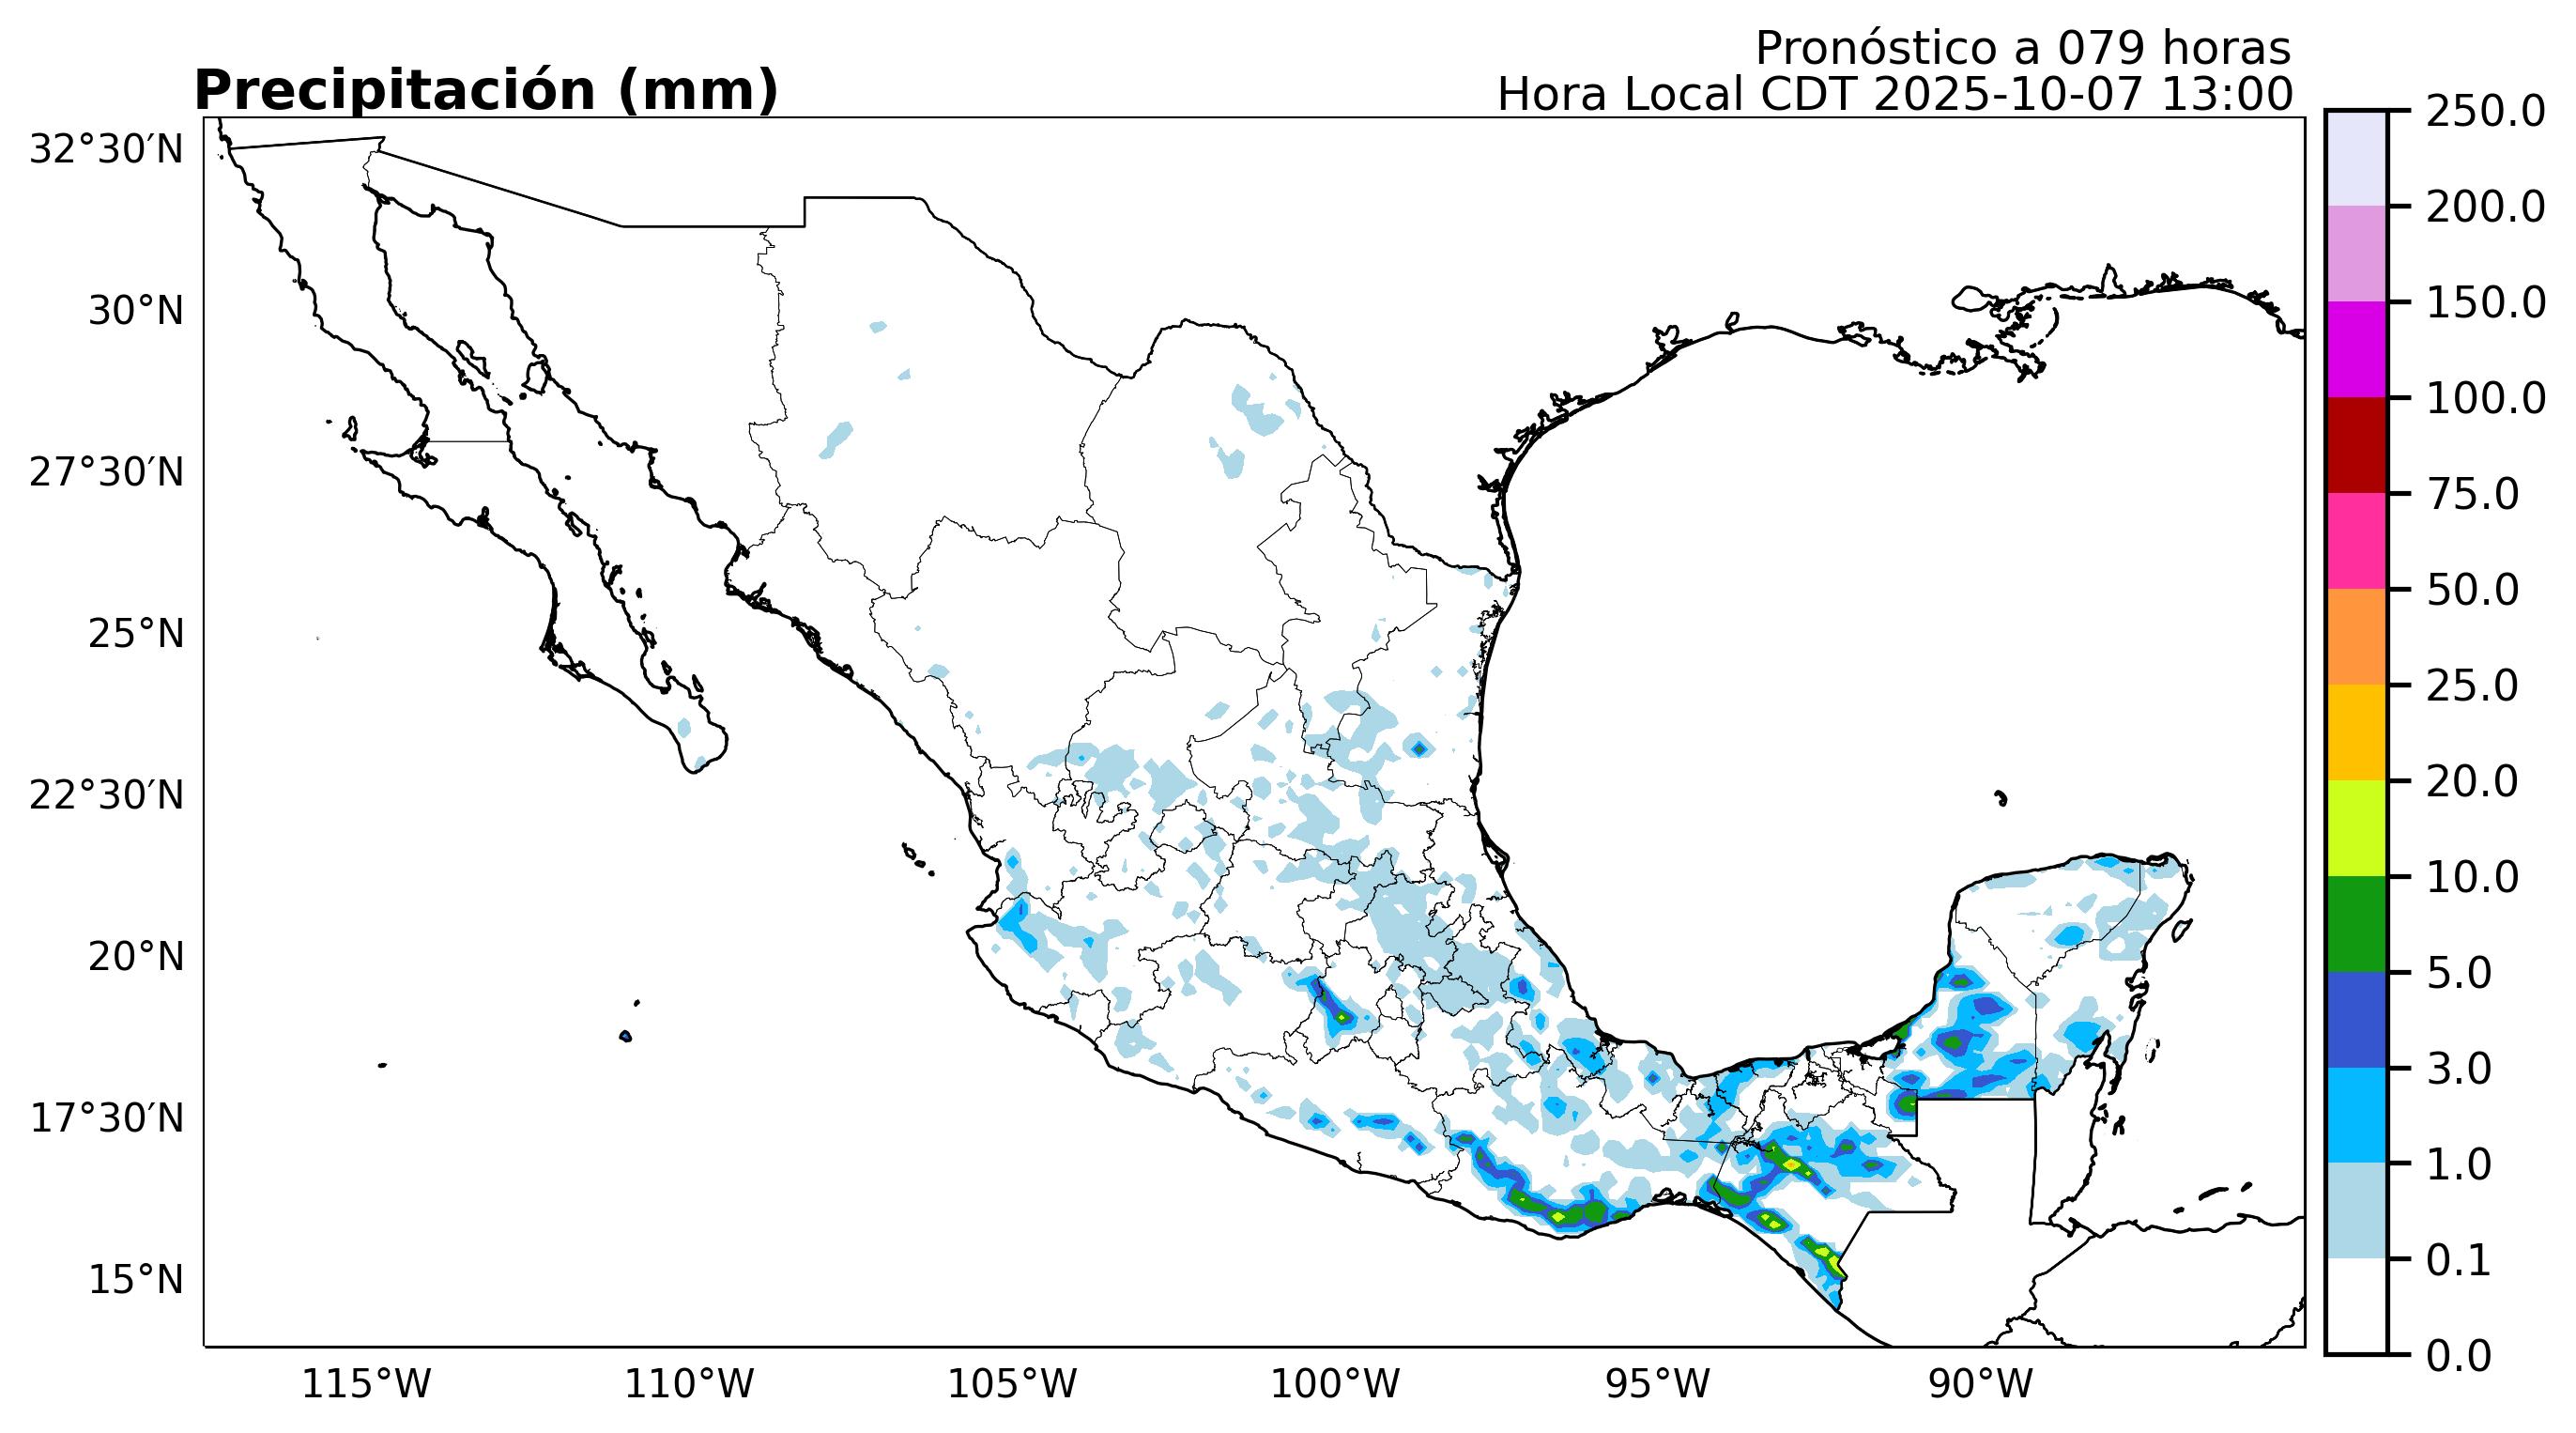 Pronóstico a 079 horas
Precipitación (mm)
Hora Local CDT 2025-10-07 13:00
32°30′N
30°N
27°30′N
25°N
22°30′N
20°N
17°30′N
15°N
115°W
110°W
105°W
100°W
95°W
90°W
250.0
200.0
150.0
100.0
75.0
50.0
25.0
20.0
10.0
5.0
3.0
1.0
0.1
0.0